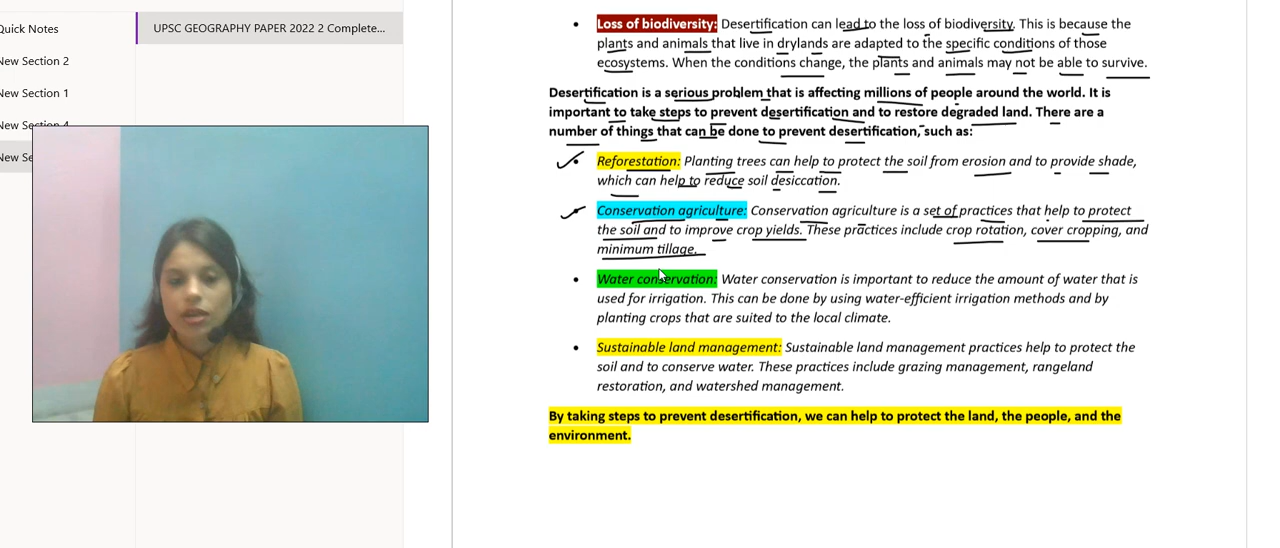 Quick Notes
UPSC GEOGRAPHY PAPER 2022 2 Complete...
New Section 2
New Section 1
New Section 4
New Se
• Loss of biodiversity: Desertification can lead to the loss of biodiversity. This is because the
plants and animals that live in drylands are adapted to the specific conditions of those
ecosystems. When the conditions change, the plants and animals may not be able to survive.
Desertification is a serious problem that is affecting millions of people around the world. It is
important to take steps to prevent desertification and to restore degraded land. There are a
number of things that can be done to prevent desertification, such as:
• Reforestation: Planting trees can help to protect the soil from erosion and to provide shade,
which can help to reduce soil desiccation.
• Conservation agriculture: Conservation agriculture is a set of practices that help to protect
the soil and to improve crop yields. These practices include crop rotation, cover cropping, and
minimum tillage.
• Water conservation: Water conservation is important to reduce the amount of water that is
used for irrigation. This can be done by using water-efficient irrigation methods and by
planting crops that are suited to the local climate.
• Sustainable land management: Sustainable land management practices help to protect the
soil and to conserve water. These practices include grazing management, rangeland
restoration, and watershed management.
By taking steps to prevent desertification, we can help to protect the land, the people, and the
environment.